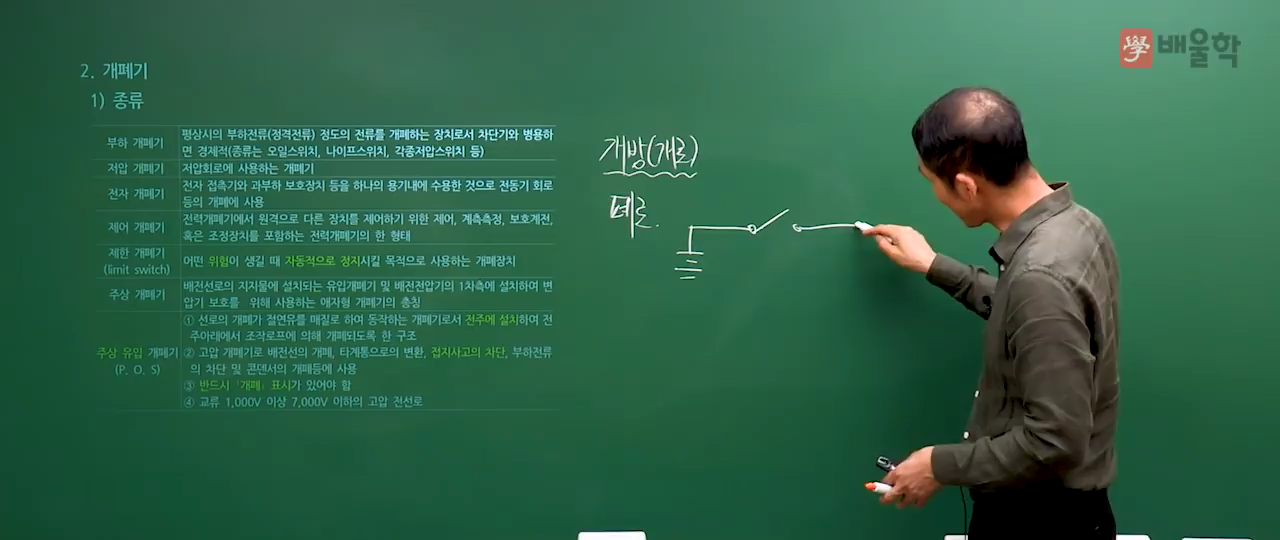 學 배울학
2. 개폐기
1) 종류
부하 개폐기
평상시의 부하전류(정격전류) 정도의 전류를 개폐하는 장치로서 차단기와 병용하
면 경제적(종류는 오일스위치, 나이프스위치, 각종저압스위치 등)
저압 개폐기
저압회로에 사용하는 개폐기
전자 개폐기
전자 접촉기와 과부하 보호장치 등을 하나의 용기내에 수용한 것으로 전동기 회로
등의 개폐에 사용
제어 개폐기
전력개폐기에서 원격으로 다른 장치를 제어하기 위한 제어, 계측측정, 보호계전,
혹은 조정장치를 포함하는 전력개폐기의 한 형태
제한 개폐기
(limit switch)
어떤 위험이 생길 때 자동적으로 정지시킬 목적으로 사용하는 개폐장치
주상 개폐기
배전선로의 지지물에 설치되는 유입개폐기 및 배전전압기의 1차측에 설치하여 변
압기 보호를 위해 사용하는 애자형 개폐기의 총칭
주상 유입 개폐기
(P. O. S)
① 선로의 개폐가 절연유를 매질로 하여 동작하는 개폐기로서 전주에 설치하여 전
주아래에서 조작로프에 의해 개폐되도록 한 구조
② 고압 개폐기로 배전선의 개폐, 타계통으로의 변환, 접지사고의 차단, 부하전류
의 차단 및 콘덴서의 개폐등에 사용
③ 반드시 「개폐」 표시가 있어야 함
④ 교류 1,000V 이상 7,000V 이하의 고압 전선로
개방(개로)
폐로.